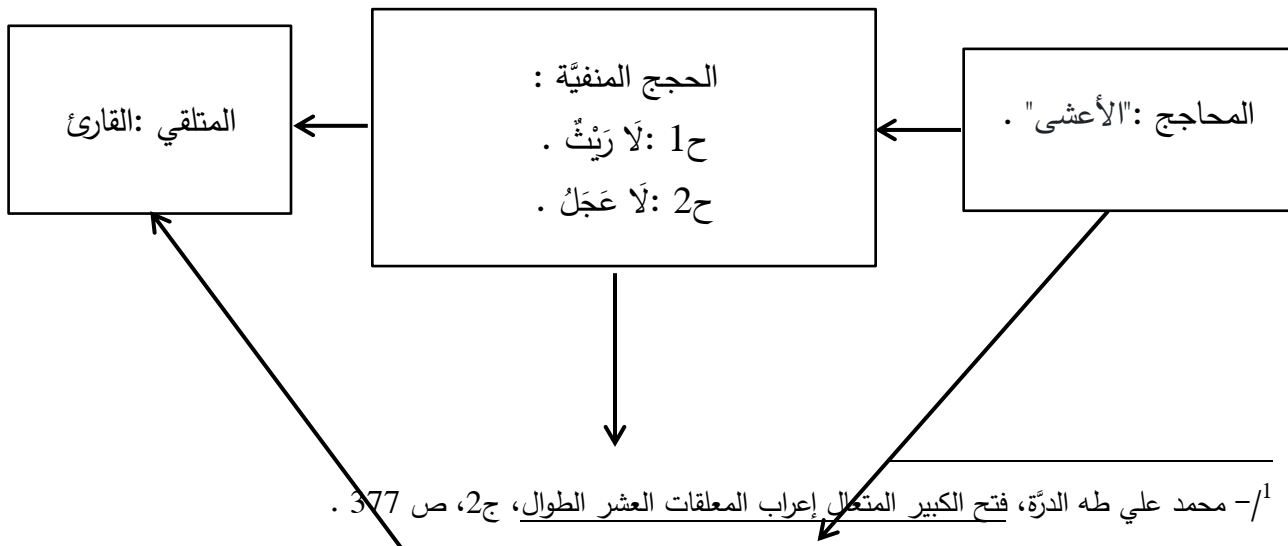 المحاجج :"الأعشى" .
الحجج المنفيَّة :
ح1 :لَا رَيْثٌ .
ح2 :لَا عَجَلُ .
المتلقي :القارئ
1/- محمد علي طه الدرَّة، فتح الكبير المتعال إعراب المعلقات العشر الطوال، ج2، ص 377 .